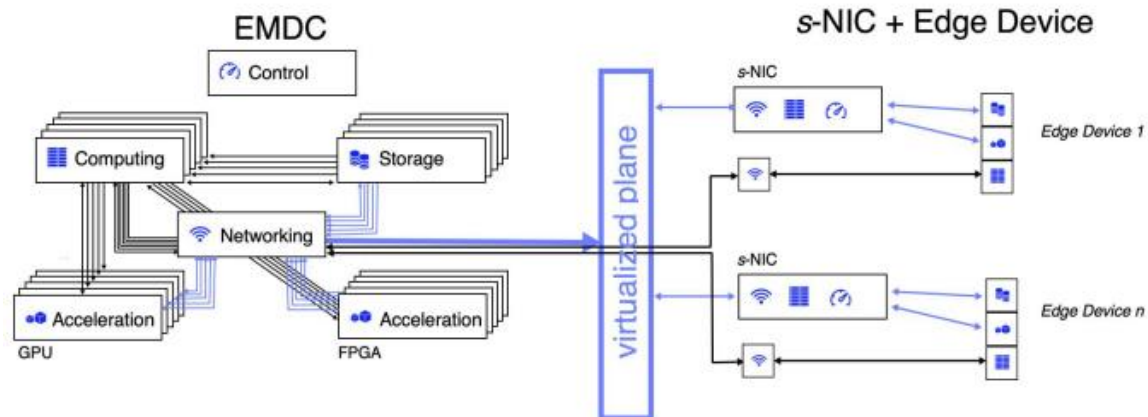 EMDC
s-NIC + Edge Device
Control
s-NIC
Computing
Storage
Edge Device 1
Networking
virtualized plane
s-NIC
Acceleration
Acceleration
Edge Device n
GPU
FPGA